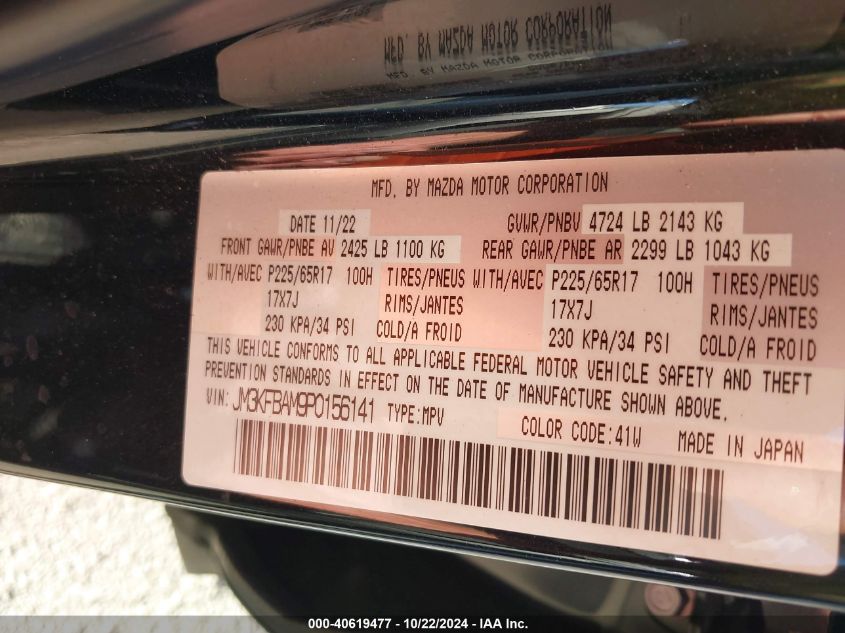 MFD. BY MAZDA MOTOR CORPORATION
MFD. BY MAZDA MOTOR CORPORATION
MFD. BY MAZDA MOTOR CORPORATION
DATE 11/22 GVWR/PNBV 4724 LB 2143 KG
FRONT GAWR/PNBE AV 2425 LB 1100 KG REAR GAWR/PNBE AR 2299 LB 1043 KG
WITH/AVEC P225/65R17 100H TIRES/PNEUS WITH/AVEC P225/65R17 100H TIRES/PNEUS
17X7J RIMS/JANTES 17X7J RIMS/JANTES
230 KPA/34 PSI COLD/A FROID 230 KPA/34 PSI COLD/A FROID
THIS VEHICLE CONFORMS TO ALL APPLICABLE FEDERAL MOTOR VEHICLE SAFETY AND THEFT
PREVENTION STANDARDS IN EFFECT ON THE DATE OF MANUFACTURE SHOWN ABOVE.
VIN: JM3KFBAM9P0156141 TYPE:MPV COLOR CODE:41W MADE IN JAPAN
000-40619477 - 10/22/2024 - IAA Inc.